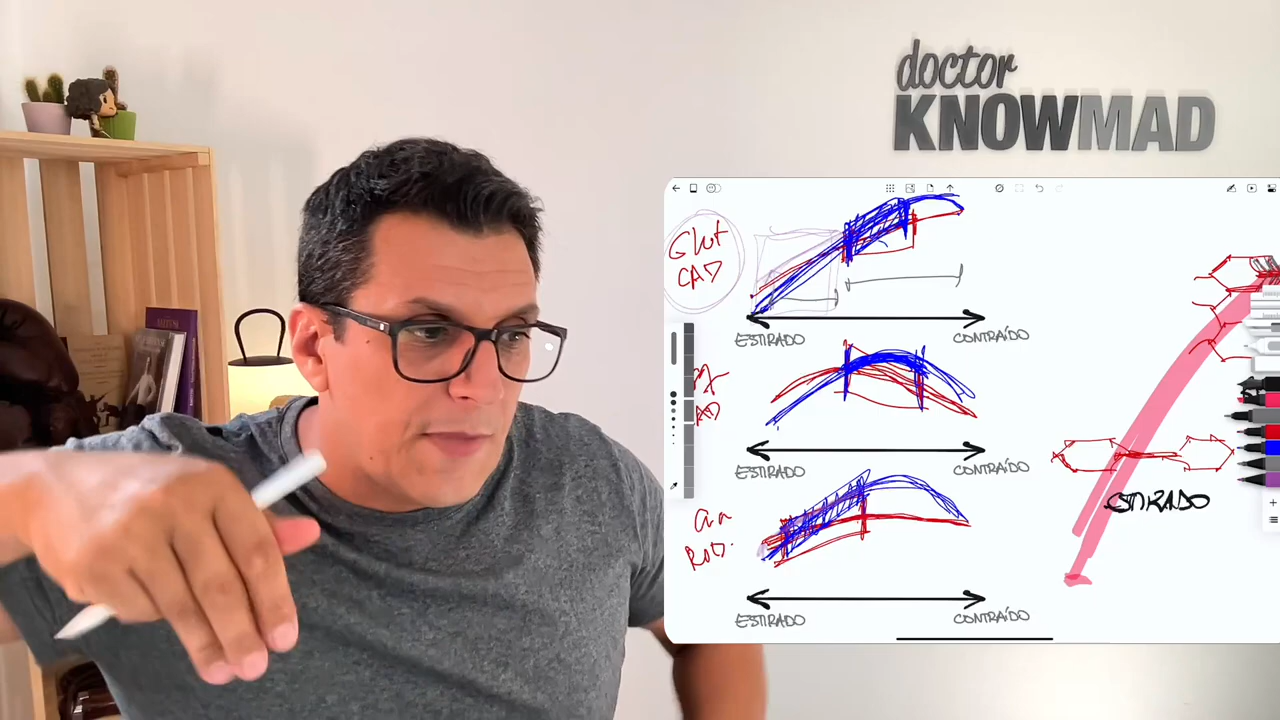 doctor
KNOWMAD
Glut
CAD
ESTIRADO
CONTRAÍDO
ESTIRADO
CONTRAÍDO
ESTIRADO
ESTIRADO
CONTRAÍDO